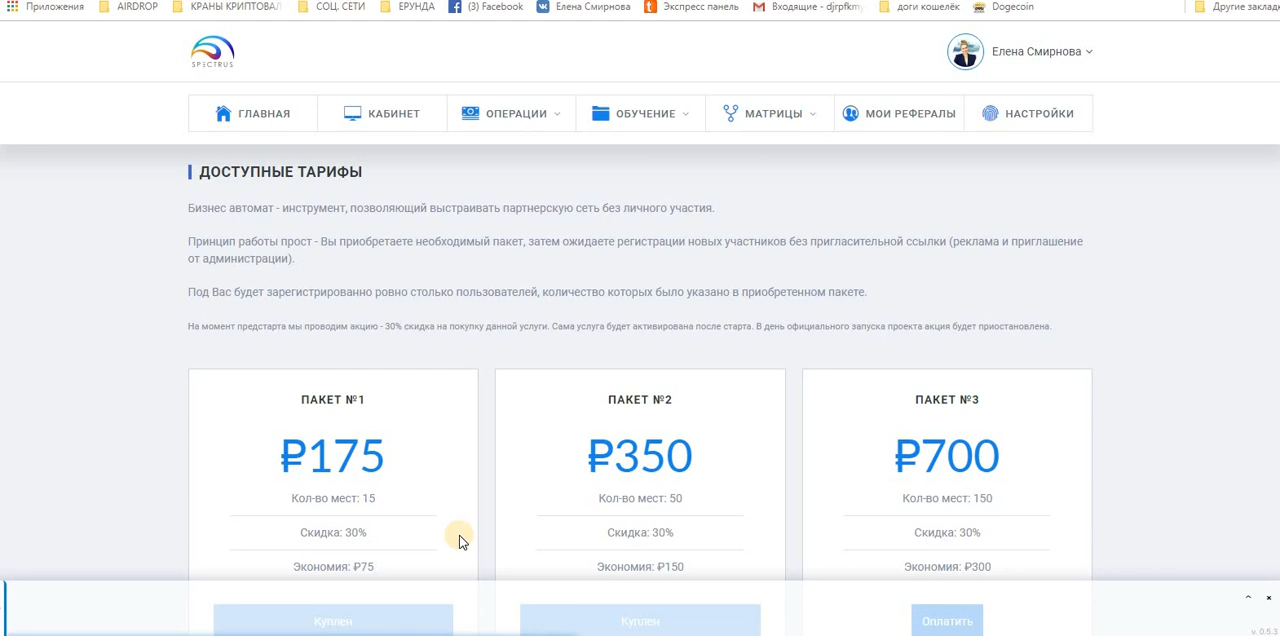 Приложения AIRDROP КРАНЫ КРИПТОВАЛ СОЦ. СЕТИ ЕРУНДА (3) Facebook Елена Смирнова Экспресс панель Входящие - djrpfkmy доги кошелёк Dogecoin Другие заклад
SPECTRUS
Елена Смирнова
ГЛАВНАЯ КАБИНЕТ ОПЕРАЦИИ ОБУЧЕНИЕ МАТРИЦЫ МОИ РЕФЕРАЛЫ НАСТРОЙКИ
ДОСТУПНЫЕ ТАРИФЫ
Бизнес автомат - инструмент, позволяющий выстраивать партнерскую сеть без личного участия.
Принцип работы прост - Вы приобретаете необходимый пакет, затем ожидаете регистрации новых участников без пригласительной ссылки (реклама и приглашение
от администрации).
Под Вас будет зарегистрированно ровно столько пользователей, количество которых было указано в приобретенном пакете.
На момент предстарта мы проводим акцию - 30% скидка на покупку данной услуги. Сама услуга будет активирована после старта. В день официального запуска проекта акция будет приостановлена.
ПАКЕТ №1 ПАКЕТ №2 ПАКЕТ №3
₽175 ₽350 ₽700
Кол-во мест: 15 Кол-во мест: 50 Кол-во мест: 150
Скидка: 30% Скидка: 30% Скидка: 30%
Экономия: ₽75 Экономия: ₽150 Экономия: ₽300
Куплен Куплен Оплатить
v. 0.5.3